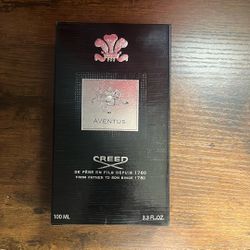 AVENTUS
CREED
DE PÈRE EN FILS DEPUIS 1760
FROM FATHER TO SON SINCE 1760
100 ML 3.3 FL.OZ.